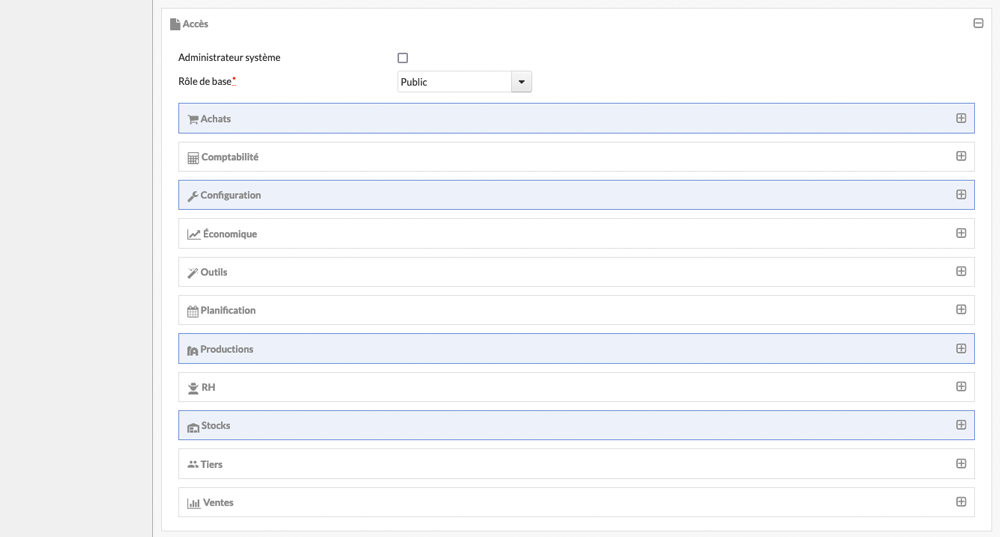 Accès
Administrateur système
Rôle de base*
Public
Achats
Comptabilité
Configuration
Économique
Outils
Planification
Productions
RH
Stocks
Tiers
Ventes